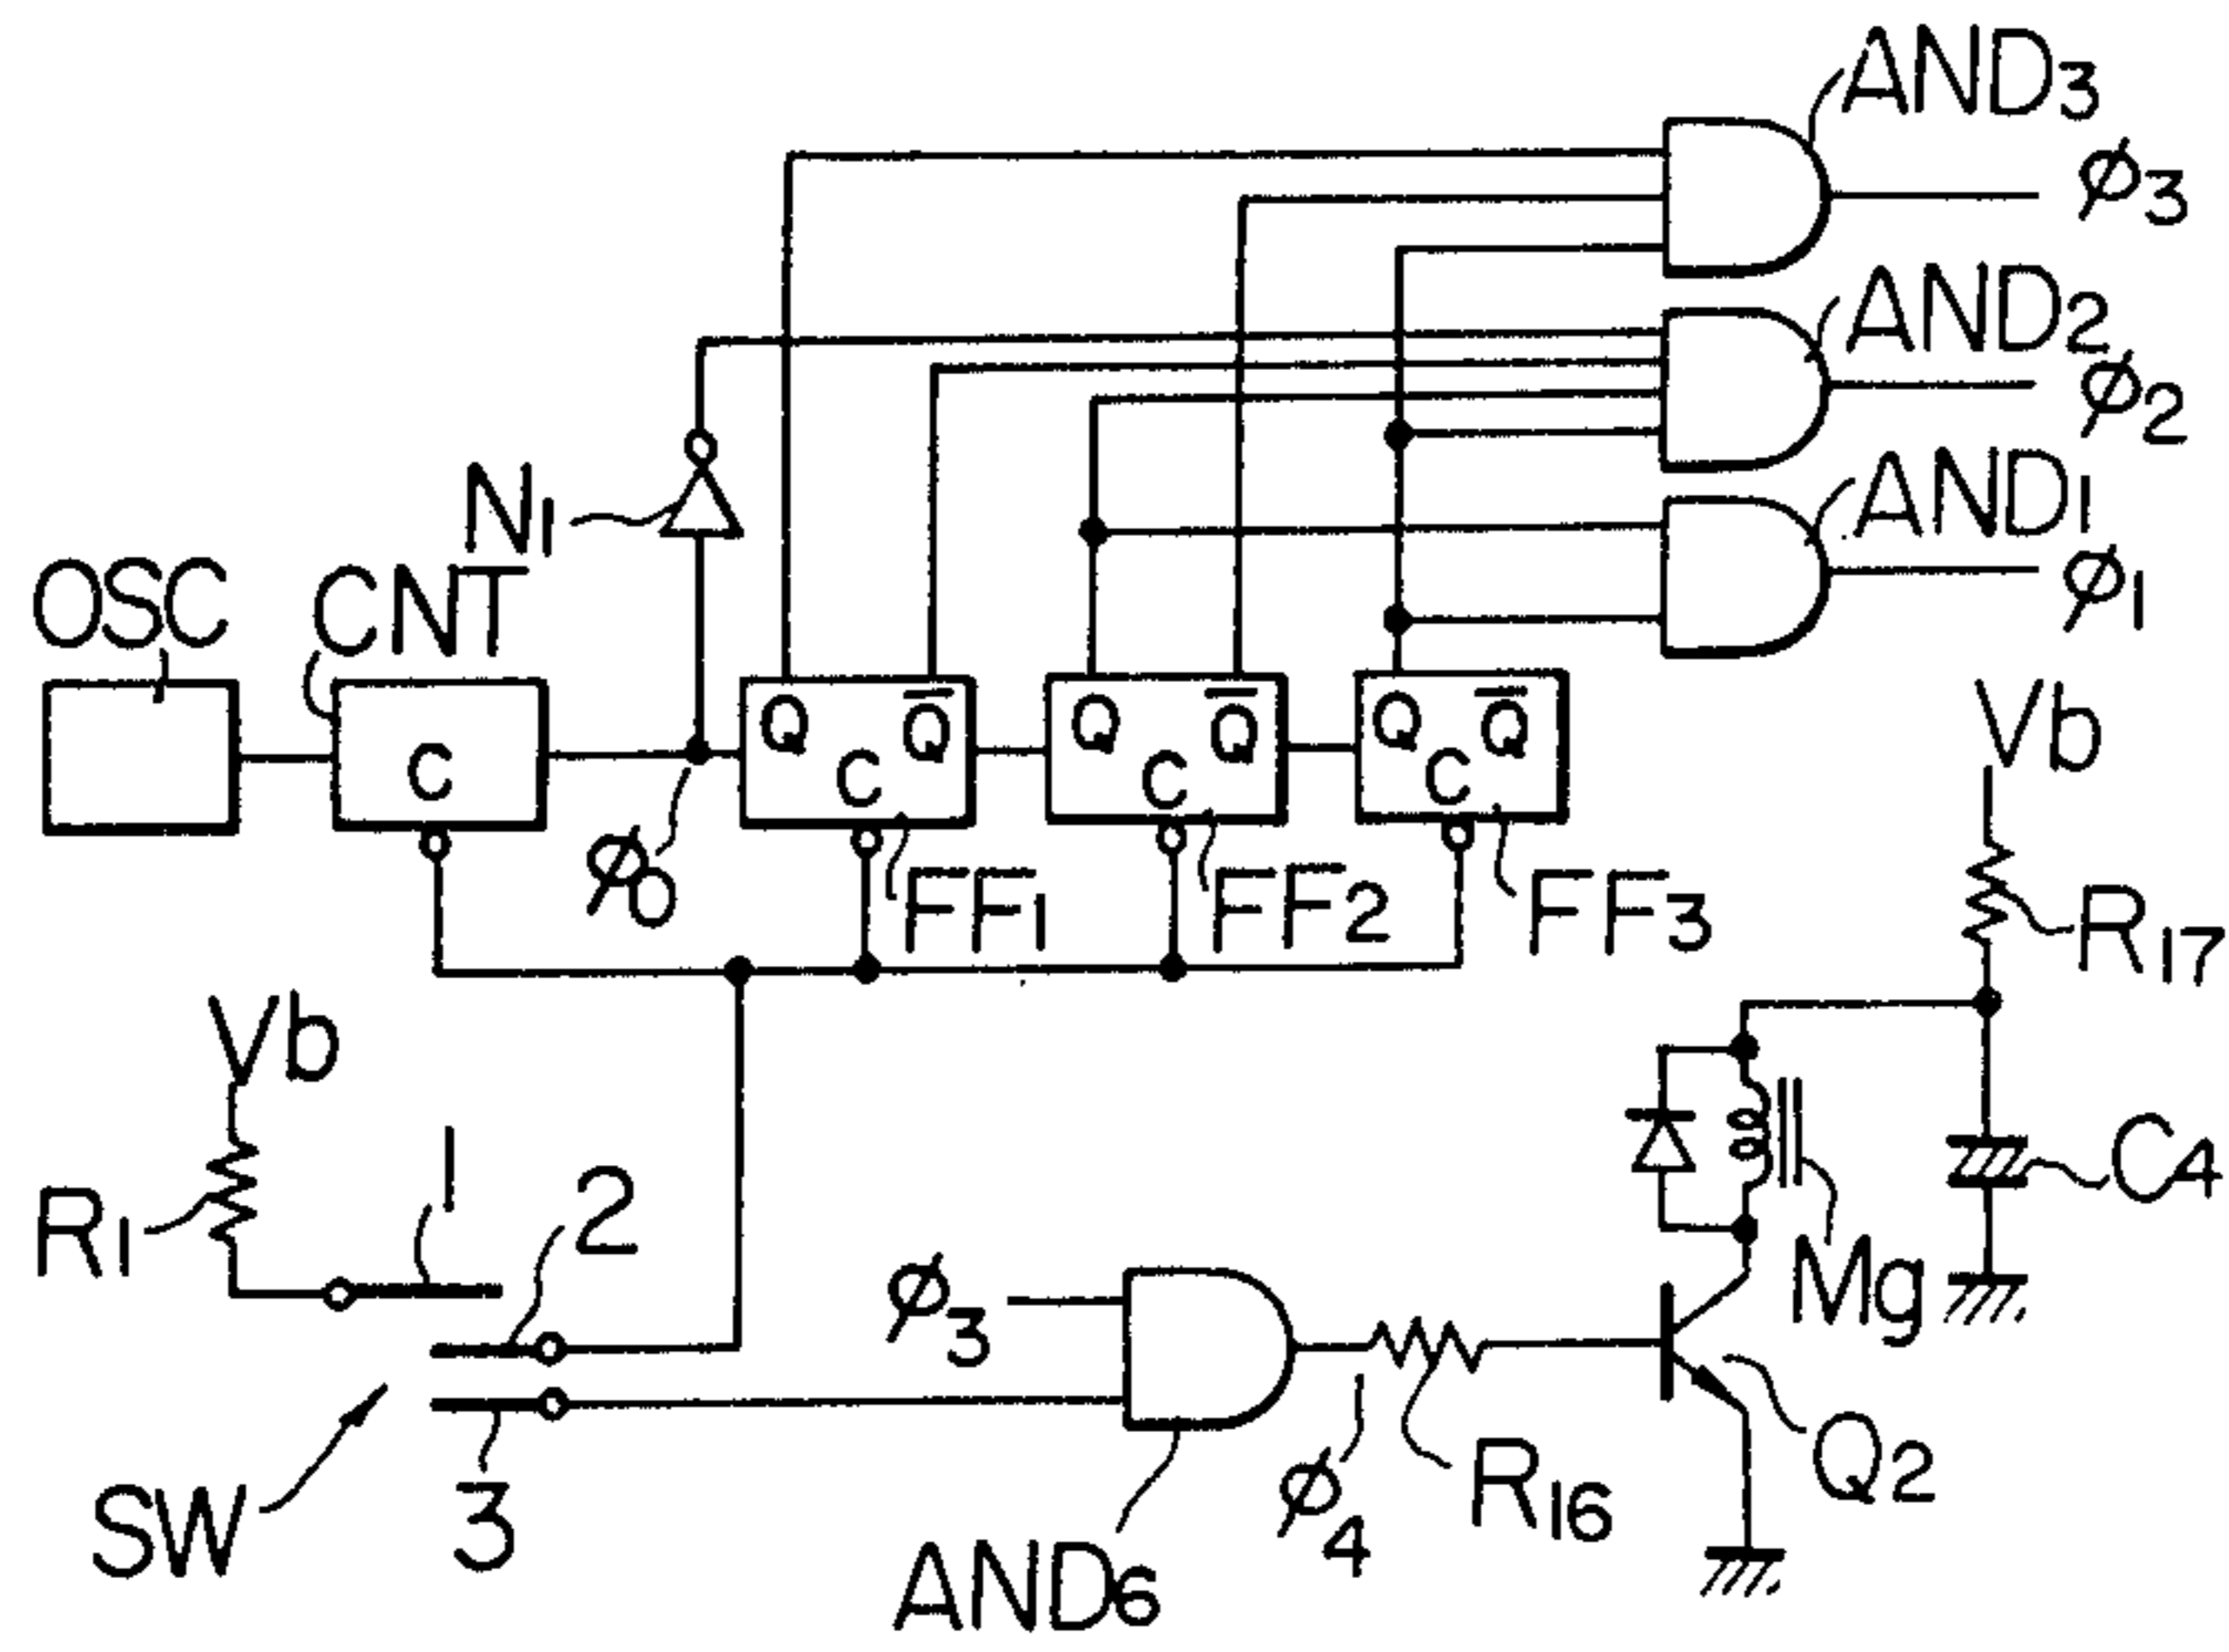 AND3
ϕ3
AND2
ϕ2
AND1
ϕ1
N1
OSC
CNT
C
Q Q̅
C
Q Q̅
C
Q Q̅
C
ϕ0
FF1
FF2
FF3
Vb
R17
Vb
R1
1
2
3
SW
ϕ3
AND6
ϕ4
R16
Q2
Mg
C4